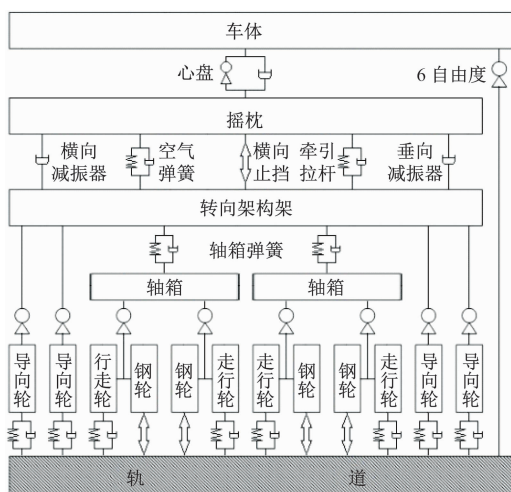 车体
心盘
6 自由度
摇枕
横向
减振器
空气
弹簧
横向
止挡
牵引
拉杆
垂向
减振器
转向架构架
轴箱弹簧
轴箱
轴箱
导向轮
导向轮
行走轮
钢轮
钢轮
走行轮
走行轮
钢轮
钢轮
走行轮
导向轮
导向轮
轨道